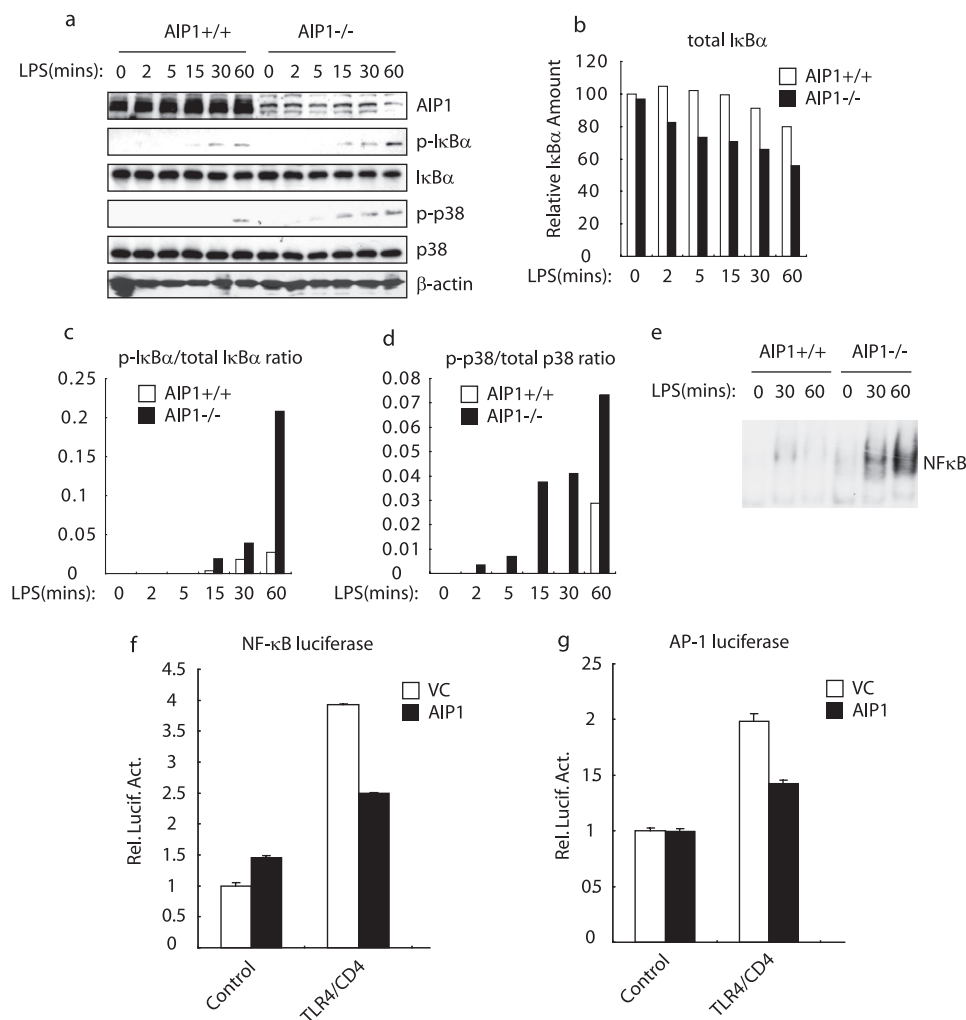 a
AIP1+/+ AIP1-/-
LPS(mins): 0 2 5 15 30 60 0 2 5 15 30 60
AIP1
p-IκBα
IκBα
p-p38
p38
β-actin
b
total IκBα
AIP1+/+
AIP1-/-
Relative IκBα Amount
120
100
80
60
40
20
0
LPS(mins): 0 2 5 15 30 60
c
p-IκBα/total IκBα ratio
AIP1+/+
AIP1-/-
0.25
0.2
0.15
0.1
0.05
0
LPS(mins): 0 2 5 15 30 60
d
p-p38/total p38 ratio
AIP1+/+
AIP1-/-
0.08
0.07
0.06
0.05
0.04
0.03
0.02
0.01
0
LPS(mins): 0 2 5 15 30 60
e
AIP1+/+ AIP1-/-
LPS(mins): 0 30 60 0 30 60
NFκB
f
NF-κB luciferase
VC
AIP1
Rel. Lucif. Act.
4.5
4
3.5
3
2.5
2
1.5
1
0.5
0
Control
TLR4/CD4
g
AP-1 luciferase
VC
AIP1
Rel. Lucif. Act.
2.5
2
1.5
1
05
0
Control
TLR4/CD4